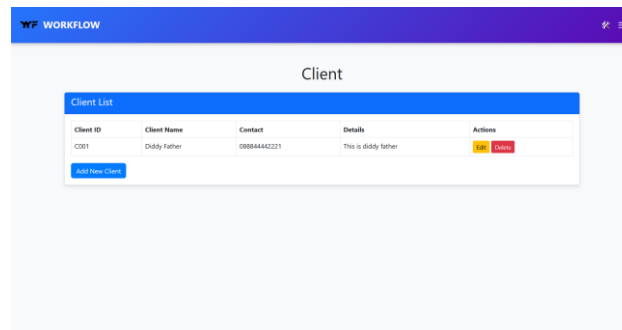 WF WORKFLOW
Client
Client List
Client ID Client Name Contact Details Actions
C001 Diddy Father 088844442221 This is diddy father Edit Delete
Add New Client